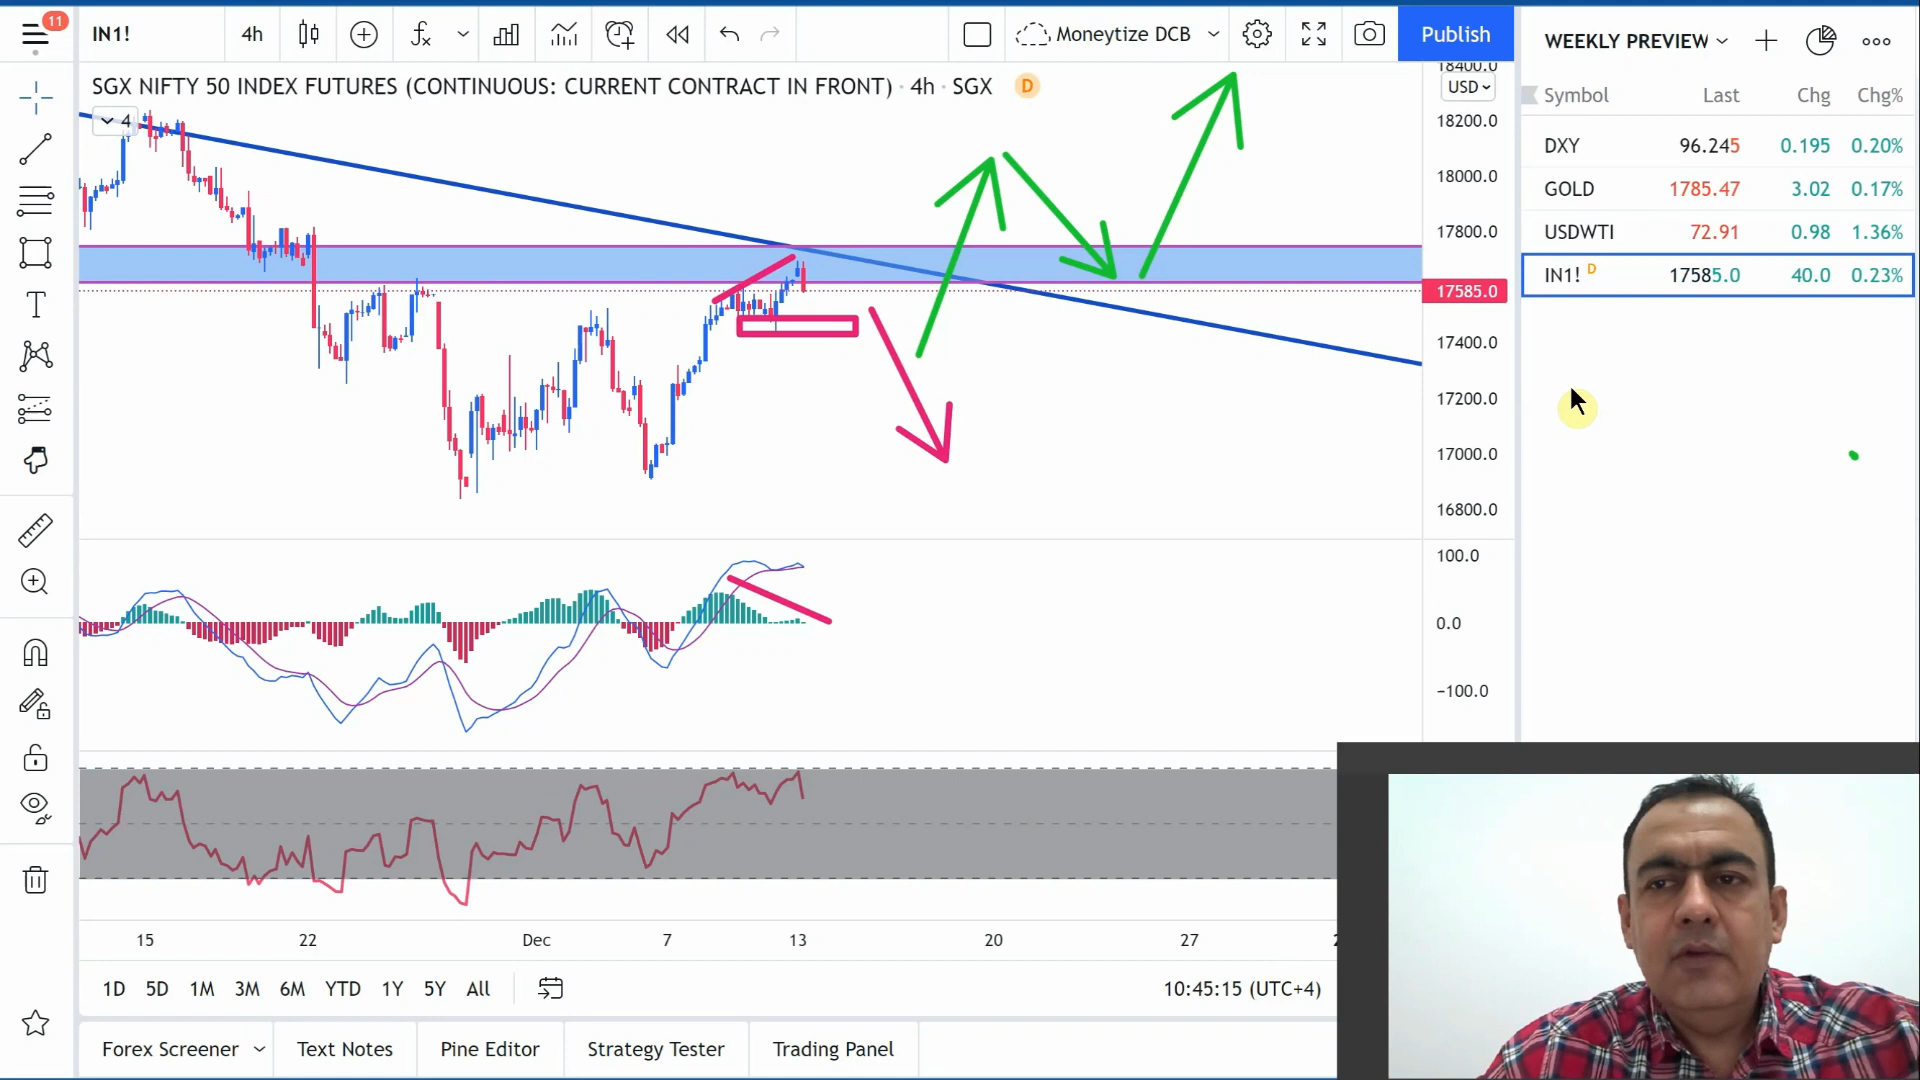 11
IN1!
4h
Moneytize DCB
Publish
WEEKLY PREVIEW
SGX NIFTY 50 INDEX FUTURES (CONTINUOUS: CURRENT CONTRACT IN FRONT) · 4h · SGX
D
4
18400.0
USD
18200.0
18000.0
17800.0
17585.0
17400.0
17200.0
17000.0
16800.0
100.0
0.0
−100.0
Symbol Last Chg Chg%
DXY 96.245 0.195 0.20%
GOLD 1785.47 3.02 0.17%
USDWTI 72.91 0.98 1.36%
IN1! D 17585.0 40.0 0.23%
15 22 Dec 7 13 20 27
1D 5D 1M 3M 6M YTD 1Y 5Y All
10:45:15 (UTC+4)
Forex Screener Text Notes Pine Editor Strategy Tester Trading Panel